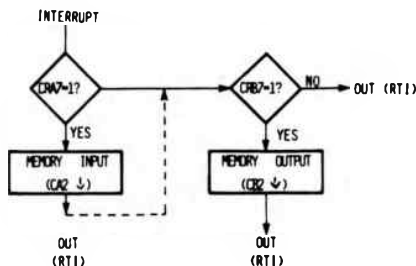 INTERRUPT
CRA7=1?
CRB7=1?
NO
OUT (RTI)
YES
YES
MEMORY INPUT
(CA2 ↓)
MEMORY OUTPUT
(CB2 ↓)
OUT
(RTI)
OUT
(RTI)